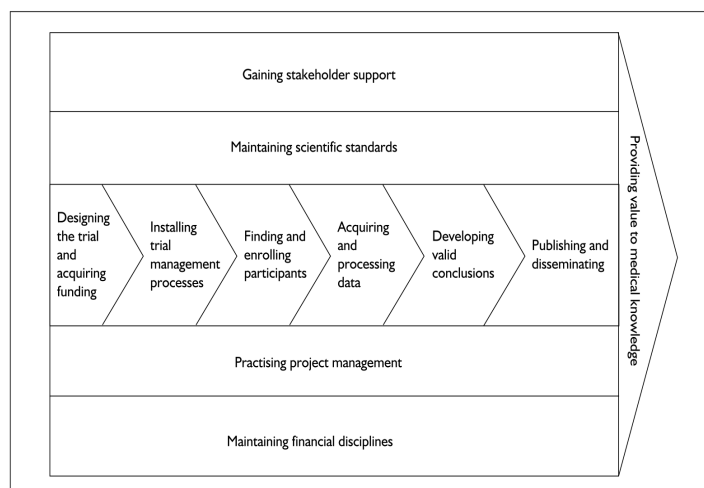 Gaining stakeholder support
Maintaining scientific standards
Designing
the trial
and
acquiring
funding
Installing
trial
management
processes
Finding and
enrolling
participants
Acquiring
and
processing
data
Developing
valid
conclusions
Publishing and
disseminating
Practising project management
Maintaining financial disciplines
Providing value to medical knowledge